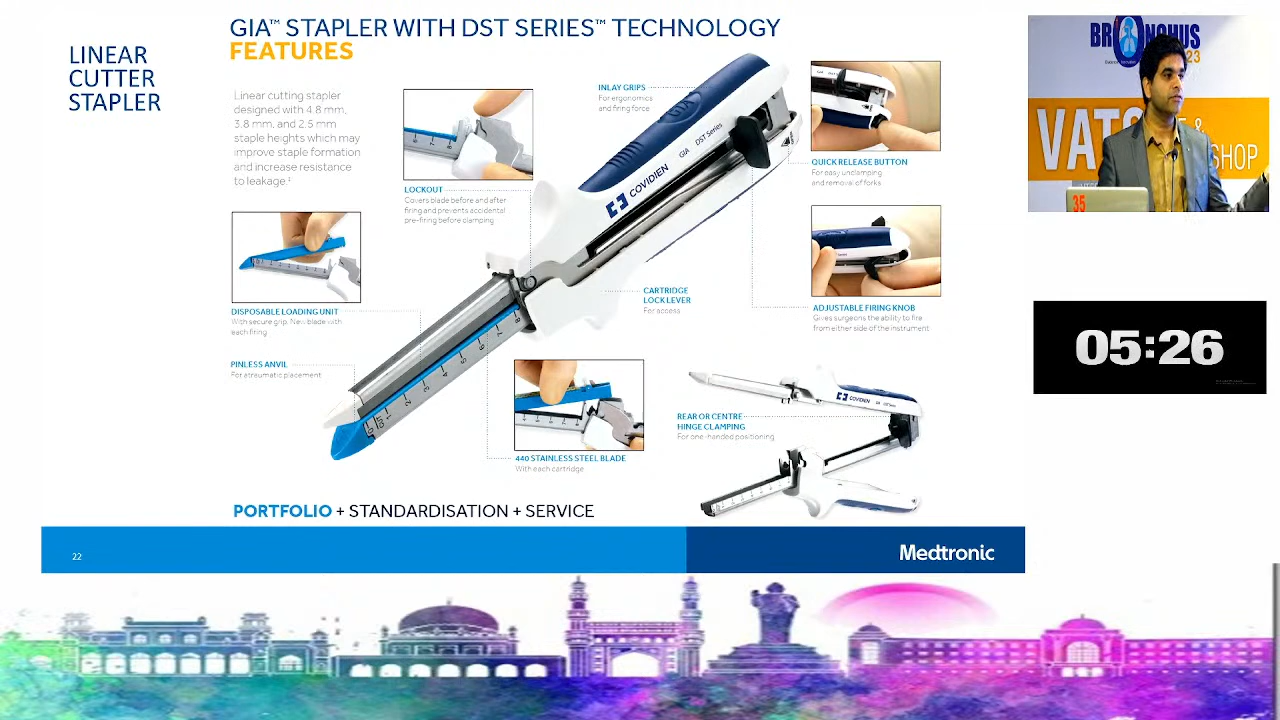 LINEAR
CUTTER
STAPLER
GIA™ STAPLER WITH DST SERIES™ TECHNOLOGY
FEATURES
Linear cutting stapler
designed with 4.8 mm,
3.8 mm, and 2.5 mm
staple heights which may
improve staple formation
and increase resistance
to leakage.¹
LOCKOUT
Covers blade before and after
firing and prevents accidental
pre-firing before clamping
INLAY GRIPS
For ergonomics
and firing force
COVIDIEN
GIA DST Series
QUICK RELEASE BUTTON
For easy unclamping
and removal of forks
DISPOSABLE LOADING UNIT
With secure grip. New blade with
each firing
CARTRIDGE
LOCK LEVER
For access
ADJUSTABLE FIRING KNOB
Gives surgeons the ability to fire
from either side of the instrument
PINLESS ANVIL
For atraumatic placement
440 STAINLESS STEEL BLADE
With each cartridge
REAR OR CENTRE
HINGE CLAMPING
For one-handed positioning
COVIDIEN
PORTFOLIO + STANDARDISATION + SERVICE
22
Medtronic
BR NCHUS
23
VATS
SHOP
35
05:26